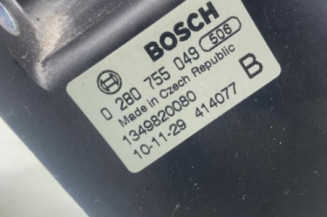 BOSCH
0 280 755 049 506
Made in Czech Republic
B
1349820080
10-11-29 414077